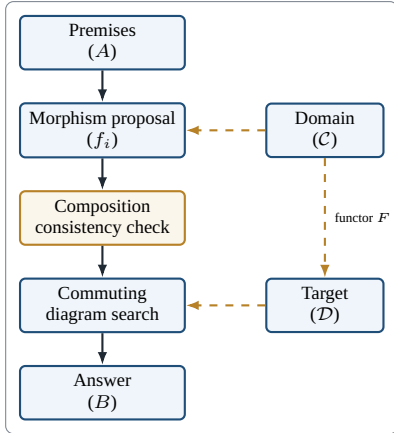 Premises
(A)
Morphism proposal
(f_i)
Domain
(𝒞)
Composition
consistency check
functor F
Commuting
diagram search
Target
(𝒟)
Answer
(B)